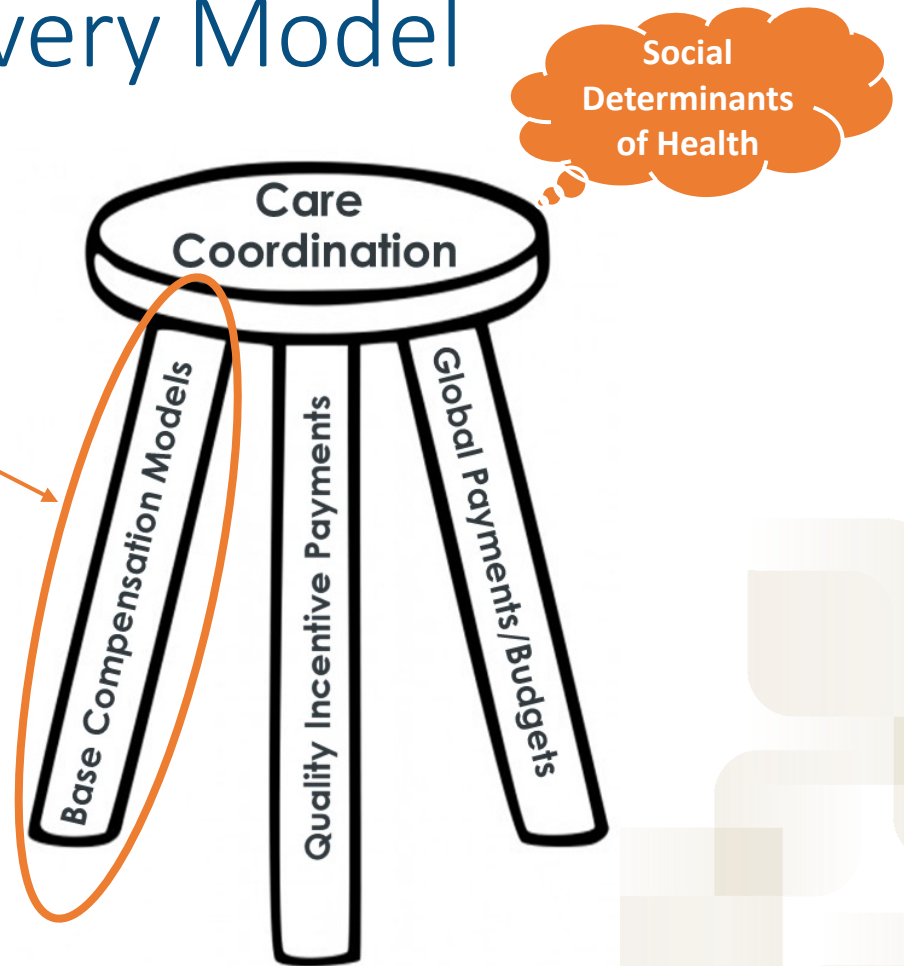 very Model
Social
Determinants
of Health
Care
Coordination
Base Compensation Models
Quality Incentive Payments
Global Payments/Budgets